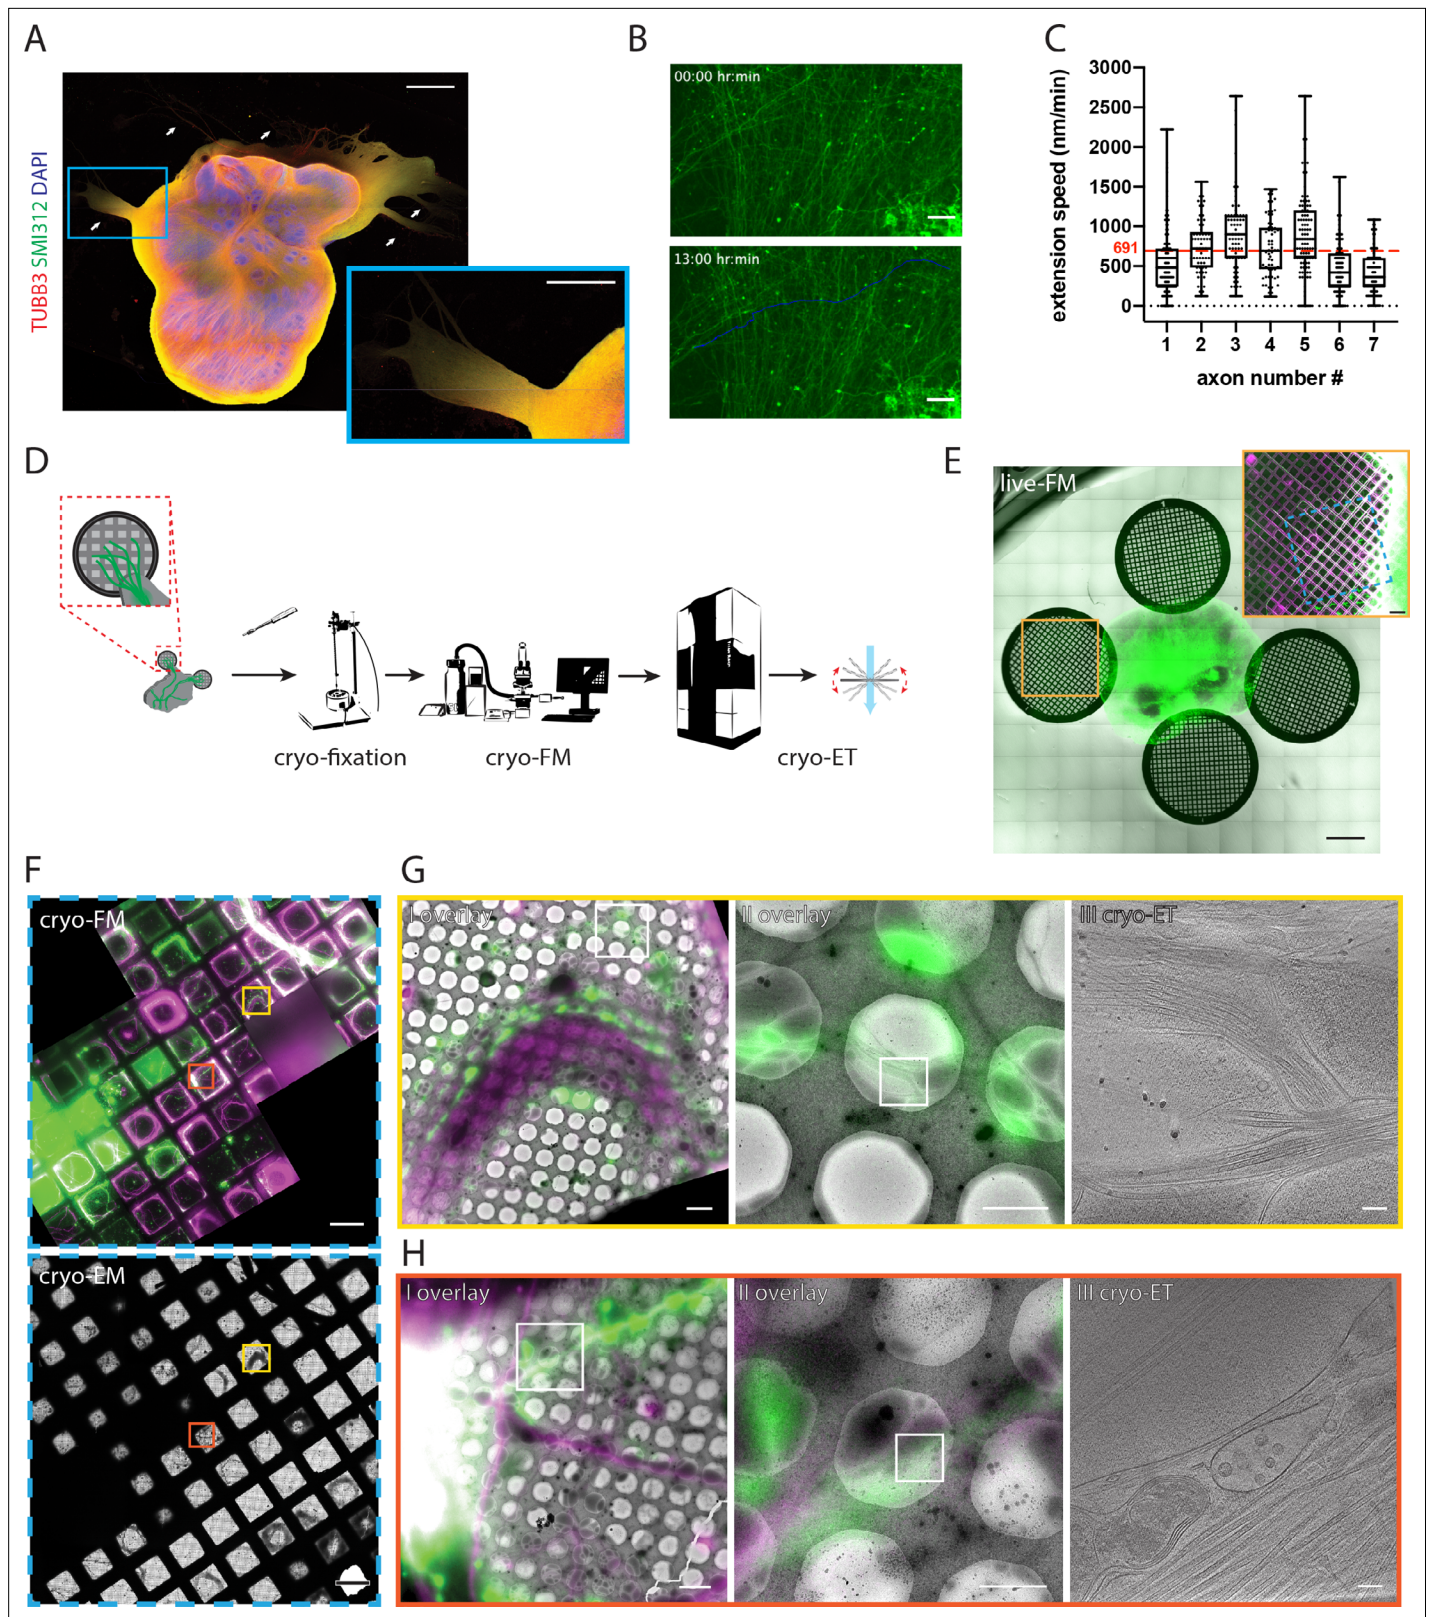 A
TUBB3 SMI312 DAPI
B
00:00 hr:min
13:00 hr:min
C
extension speed (nm/min)
3000
2500
2000
1500
1000
691
500
0
1 2 3 4 5 6 7
axon number #
D
cryo-fixation
cryo-FM
cryo-ET
E
live-FM
F
cryo-FM
cryo-EM
G
I overlay
II overlay
III cryo-ET
H
I overlay
II overlay
III cryo-ET